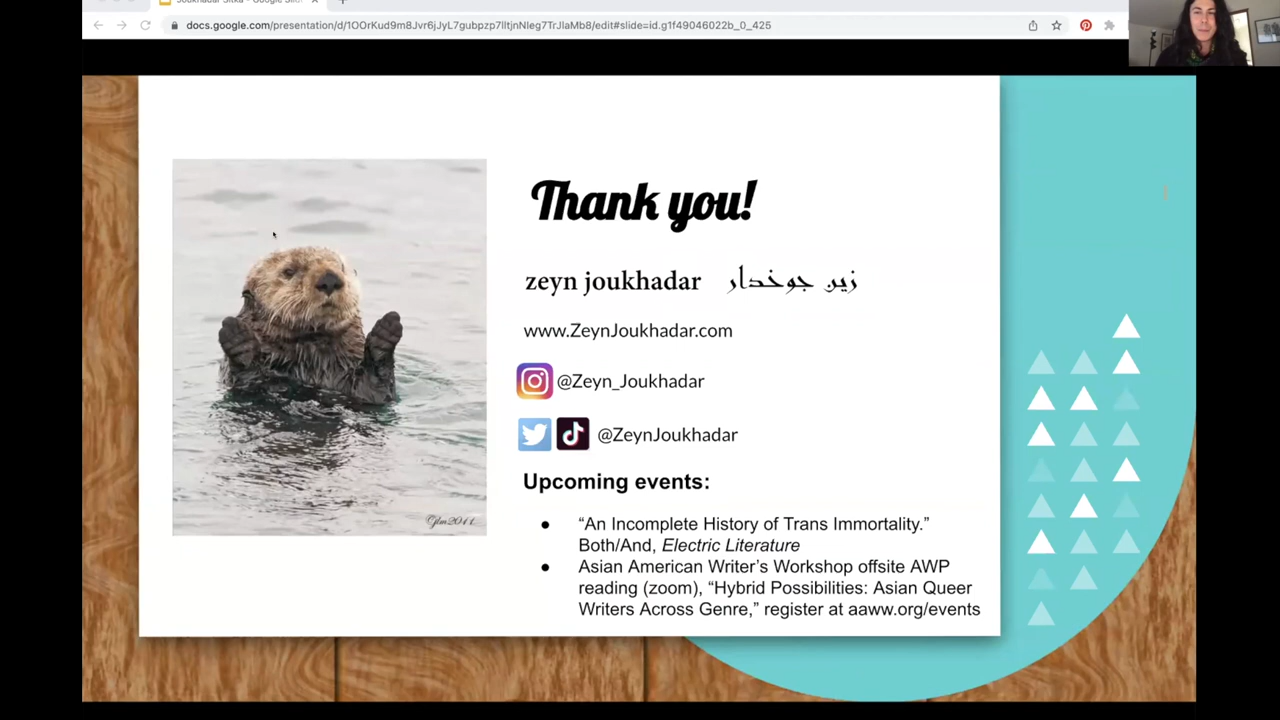 docs.google.com/presentation/d/1OOrKud9m8Jvr6jJyL7gubpzp7lltjnNleg7TrJlaMb8/edit#slide=id.g1f49046022b_0_425
Thank you!
zeyn joukhadar زين جوخدار
www.ZeynJoukhadar.com
@Zeyn_Joukhadar
@ZeynJoukhadar
Upcoming events:
● “An Incomplete History of Trans Immortality.”
Both/And, Electric Literature
● Asian American Writer’s Workshop offsite AWP
reading (zoom), “Hybrid Possibilities: Asian Queer
Writers Across Genre,” register at aaww.org/events